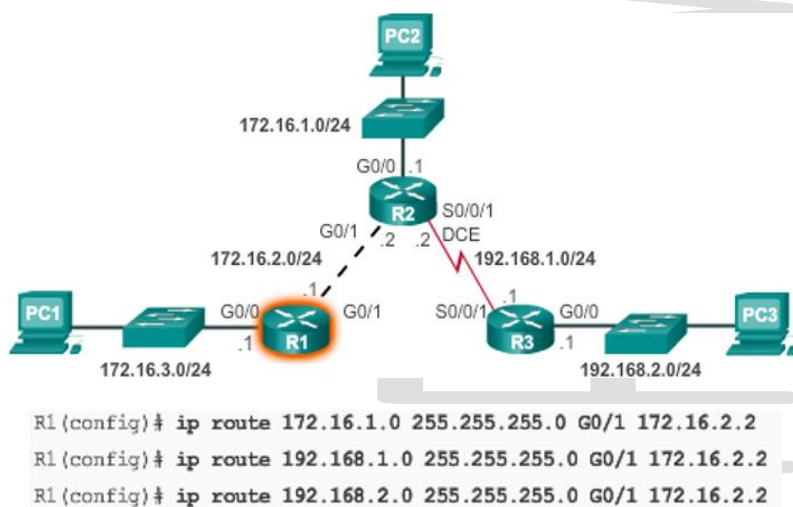 PC2
172.16.1.0/24
G0/0 .1
R2
S0/0/1
G0/1 .2 .2 DCE
172.16.2.0/24
192.168.1.0/24
PC1
G0/0
.1
G0/1
.1
R1
172.16.3.0/24
S0/0/1
.1
G0/0
R3
.1
PC3
192.168.2.0/24
R1(config)# ip route 172.16.1.0 255.255.255.0 G0/1 172.16.2.2
R1(config)# ip route 192.168.1.0 255.255.255.0 G0/1 172.16.2.2
R1(config)# ip route 192.168.2.0 255.255.255.0 G0/1 172.16.2.2